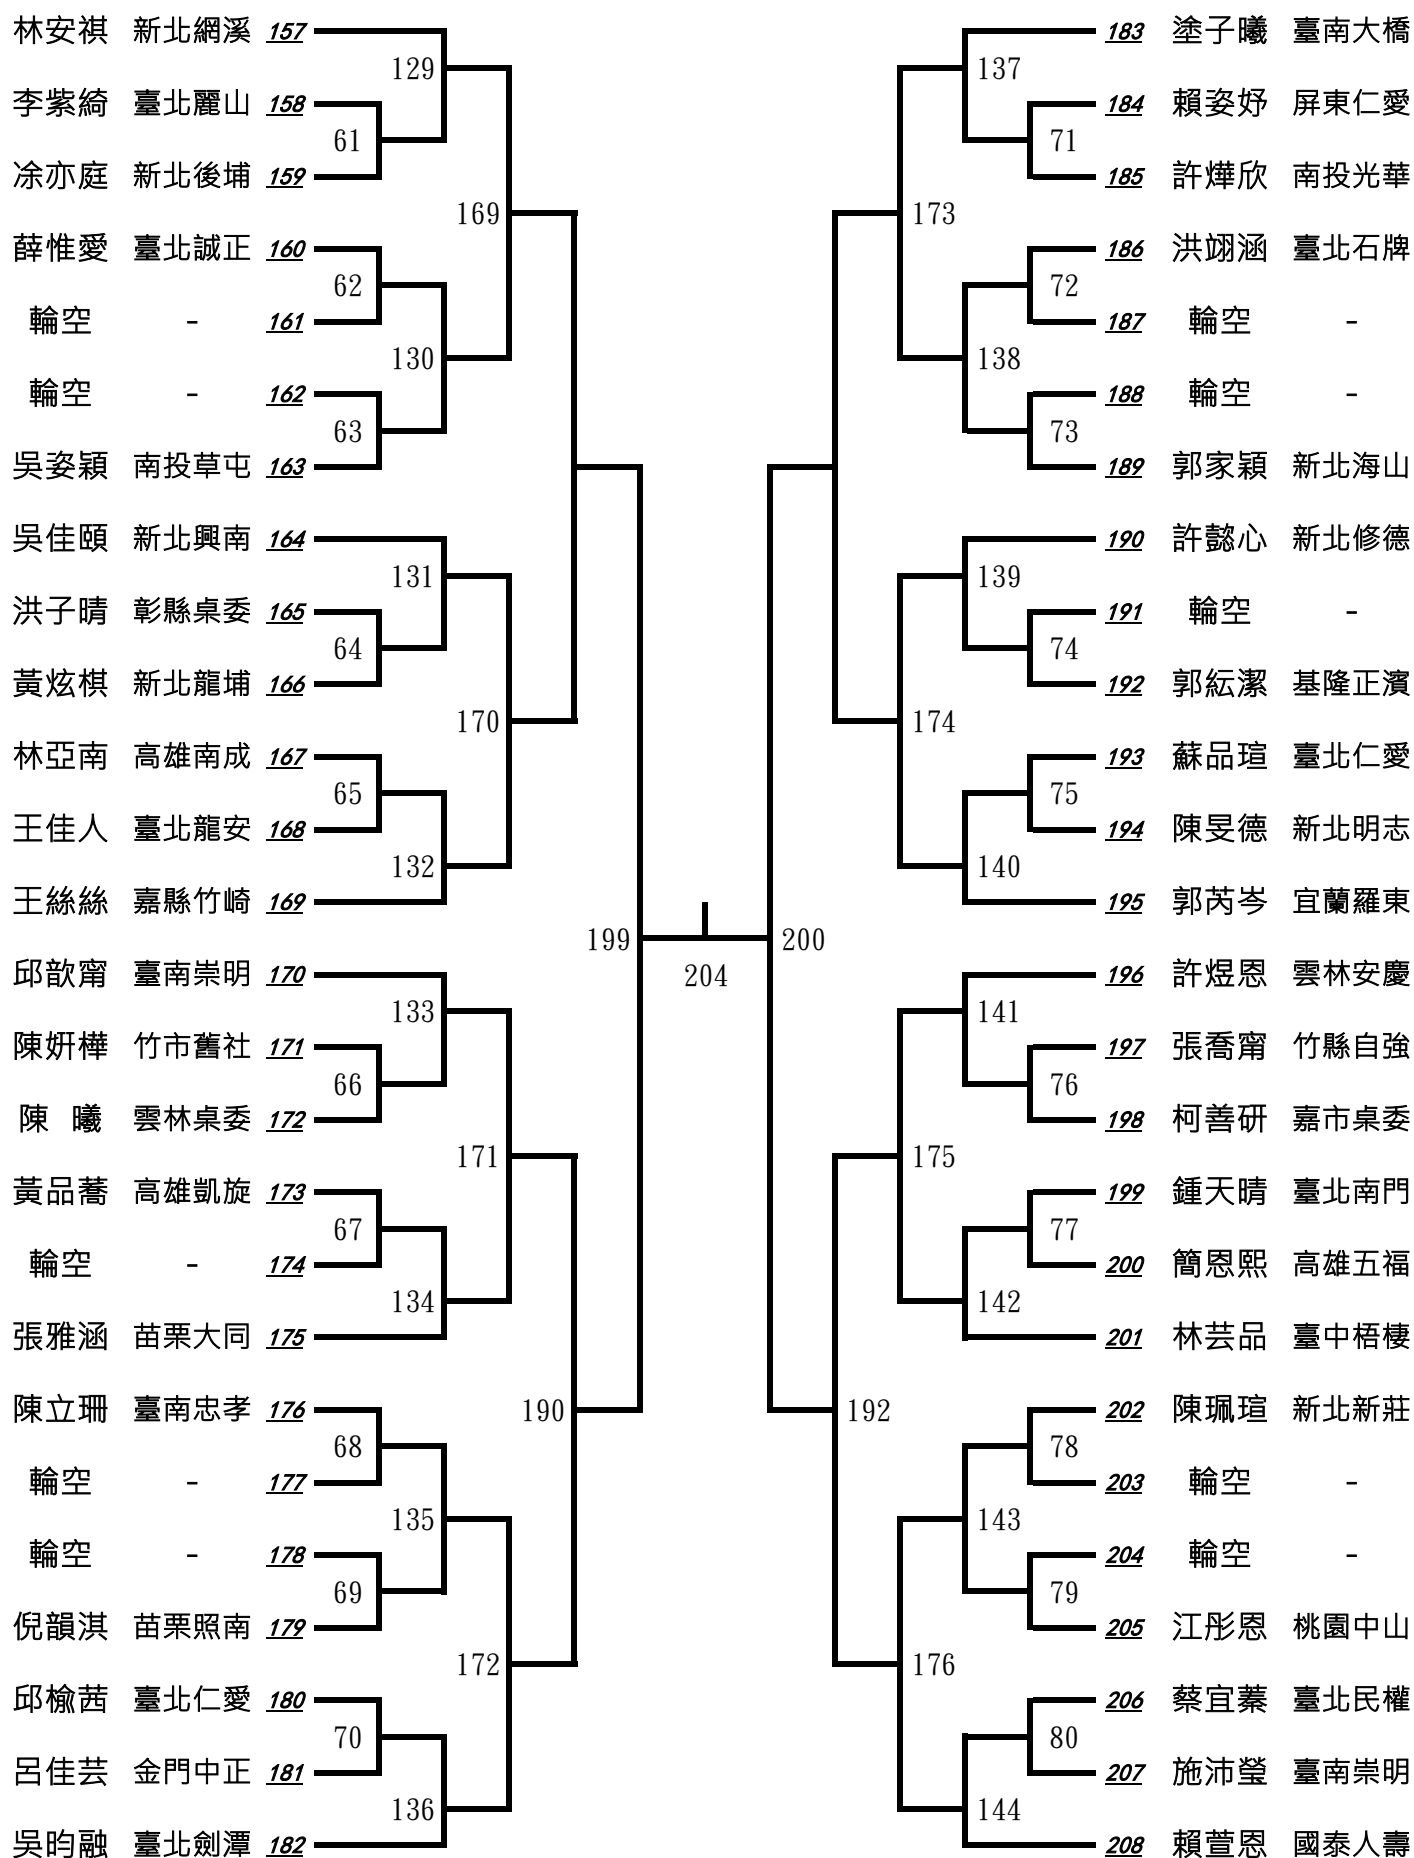 林安祺 新北網溪 157
129
李紫綺 臺北麗山 158
61
凃亦庭 新北後埔 159
169
薛惟愛 臺北誠正 160
62
輪空 - 161
130
輪空 - 162
63
吳姿穎 南投草屯 163
吳佳頤 新北興南 164
131
洪子晴 彰縣桌委 165
64
黃炫棋 新北龍埔 166
170
林亞南 高雄南成 167
65
王佳人 臺北龍安 168
132
王絲絲 嘉縣竹崎 169
199
204
邱歆甯 臺南崇明 170
133
陳妍樺 竹市舊社 171
66
陳 曦 雲林桌委 172
171
黃品蕎 高雄凱旋 173
67
輪空 - 174
134
張雅涵 苗栗大同 175
190
陳立珊 臺南忠孝 176
68
輪空 - 177
135
輪空 - 178
69
倪韻淇 苗栗照南 179
172
邱楡茜 臺北仁愛 180
70
呂佳芸 金門中正 181
136
吳昀融 臺北劍潭 182
183 塗子曦 臺南大橋
137
184 賴姿妤 屏東仁愛
71
185 許燁欣 南投光華
173
186 洪翊涵 臺北石牌
72
187 輪空 -
138
188 輪空 -
73
189 郭家穎 新北海山
190 許懿心 新北修德
139
191 輪空 -
74
192 郭紜潔 基隆正濱
174
193 蘇品瑄 臺北仁愛
75
194 陳旻德 新北明志
140
195 郭芮岑 宜蘭羅東
200
196 許煜恩 雲林安慶
141
197 張喬甯 竹縣自強
76
198 柯善研 嘉市桌委
175
199 鍾天晴 臺北南門
77
200 簡恩熙 高雄五福
142
201 林芸品 臺中梧棲
192
202 陳珮瑄 新北新莊
78
203 輪空 -
143
204 輪空 -
79
205 江彤恩 桃園中山
176
206 蔡宜蓁 臺北民權
80
207 施沛瑩 臺南崇明
144
208 賴萱恩 國泰人壽